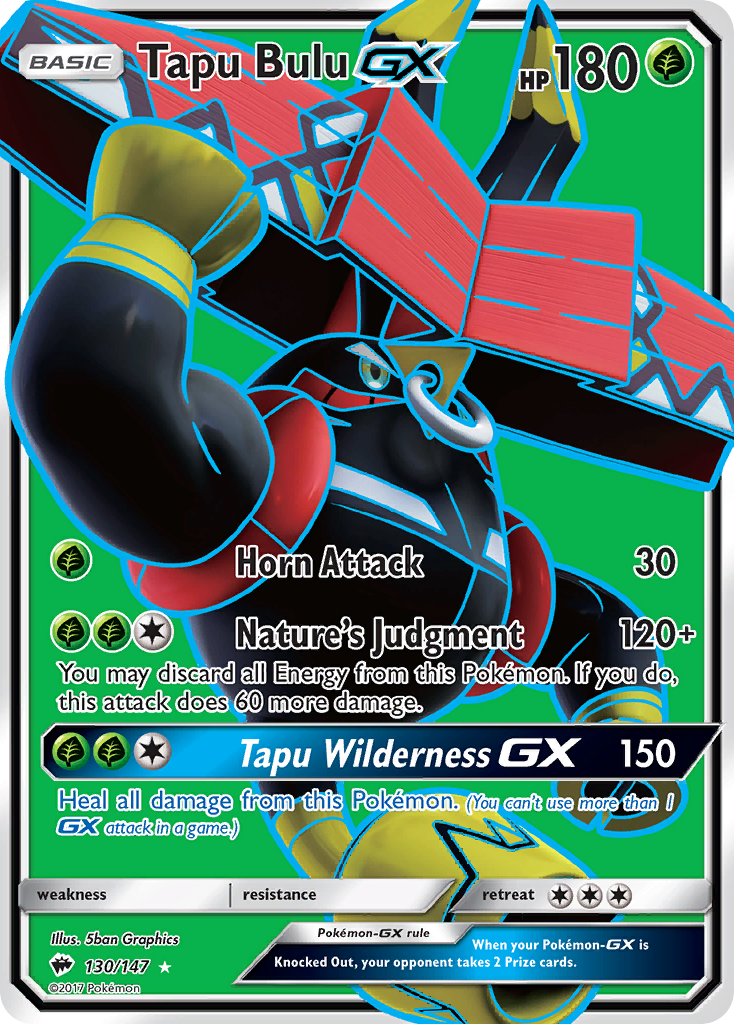 BASIC Tapu Bulu GX HP 180
Horn Attack 30
Nature's Judgment 120+
You may discard all Energy from this Pokémon. If you do,
this attack does 60 more damage.
Tapu Wilderness GX 150
Heal all damage from this Pokémon. (You can't use more than 1
GX attack in a game.)
weakness resistance retreat
Illus. 5ban Graphics
130/147
©2017 Pokémon
Pokémon-GX rule
When your Pokémon-GX is
Knocked Out, your opponent takes 2 Prize cards.